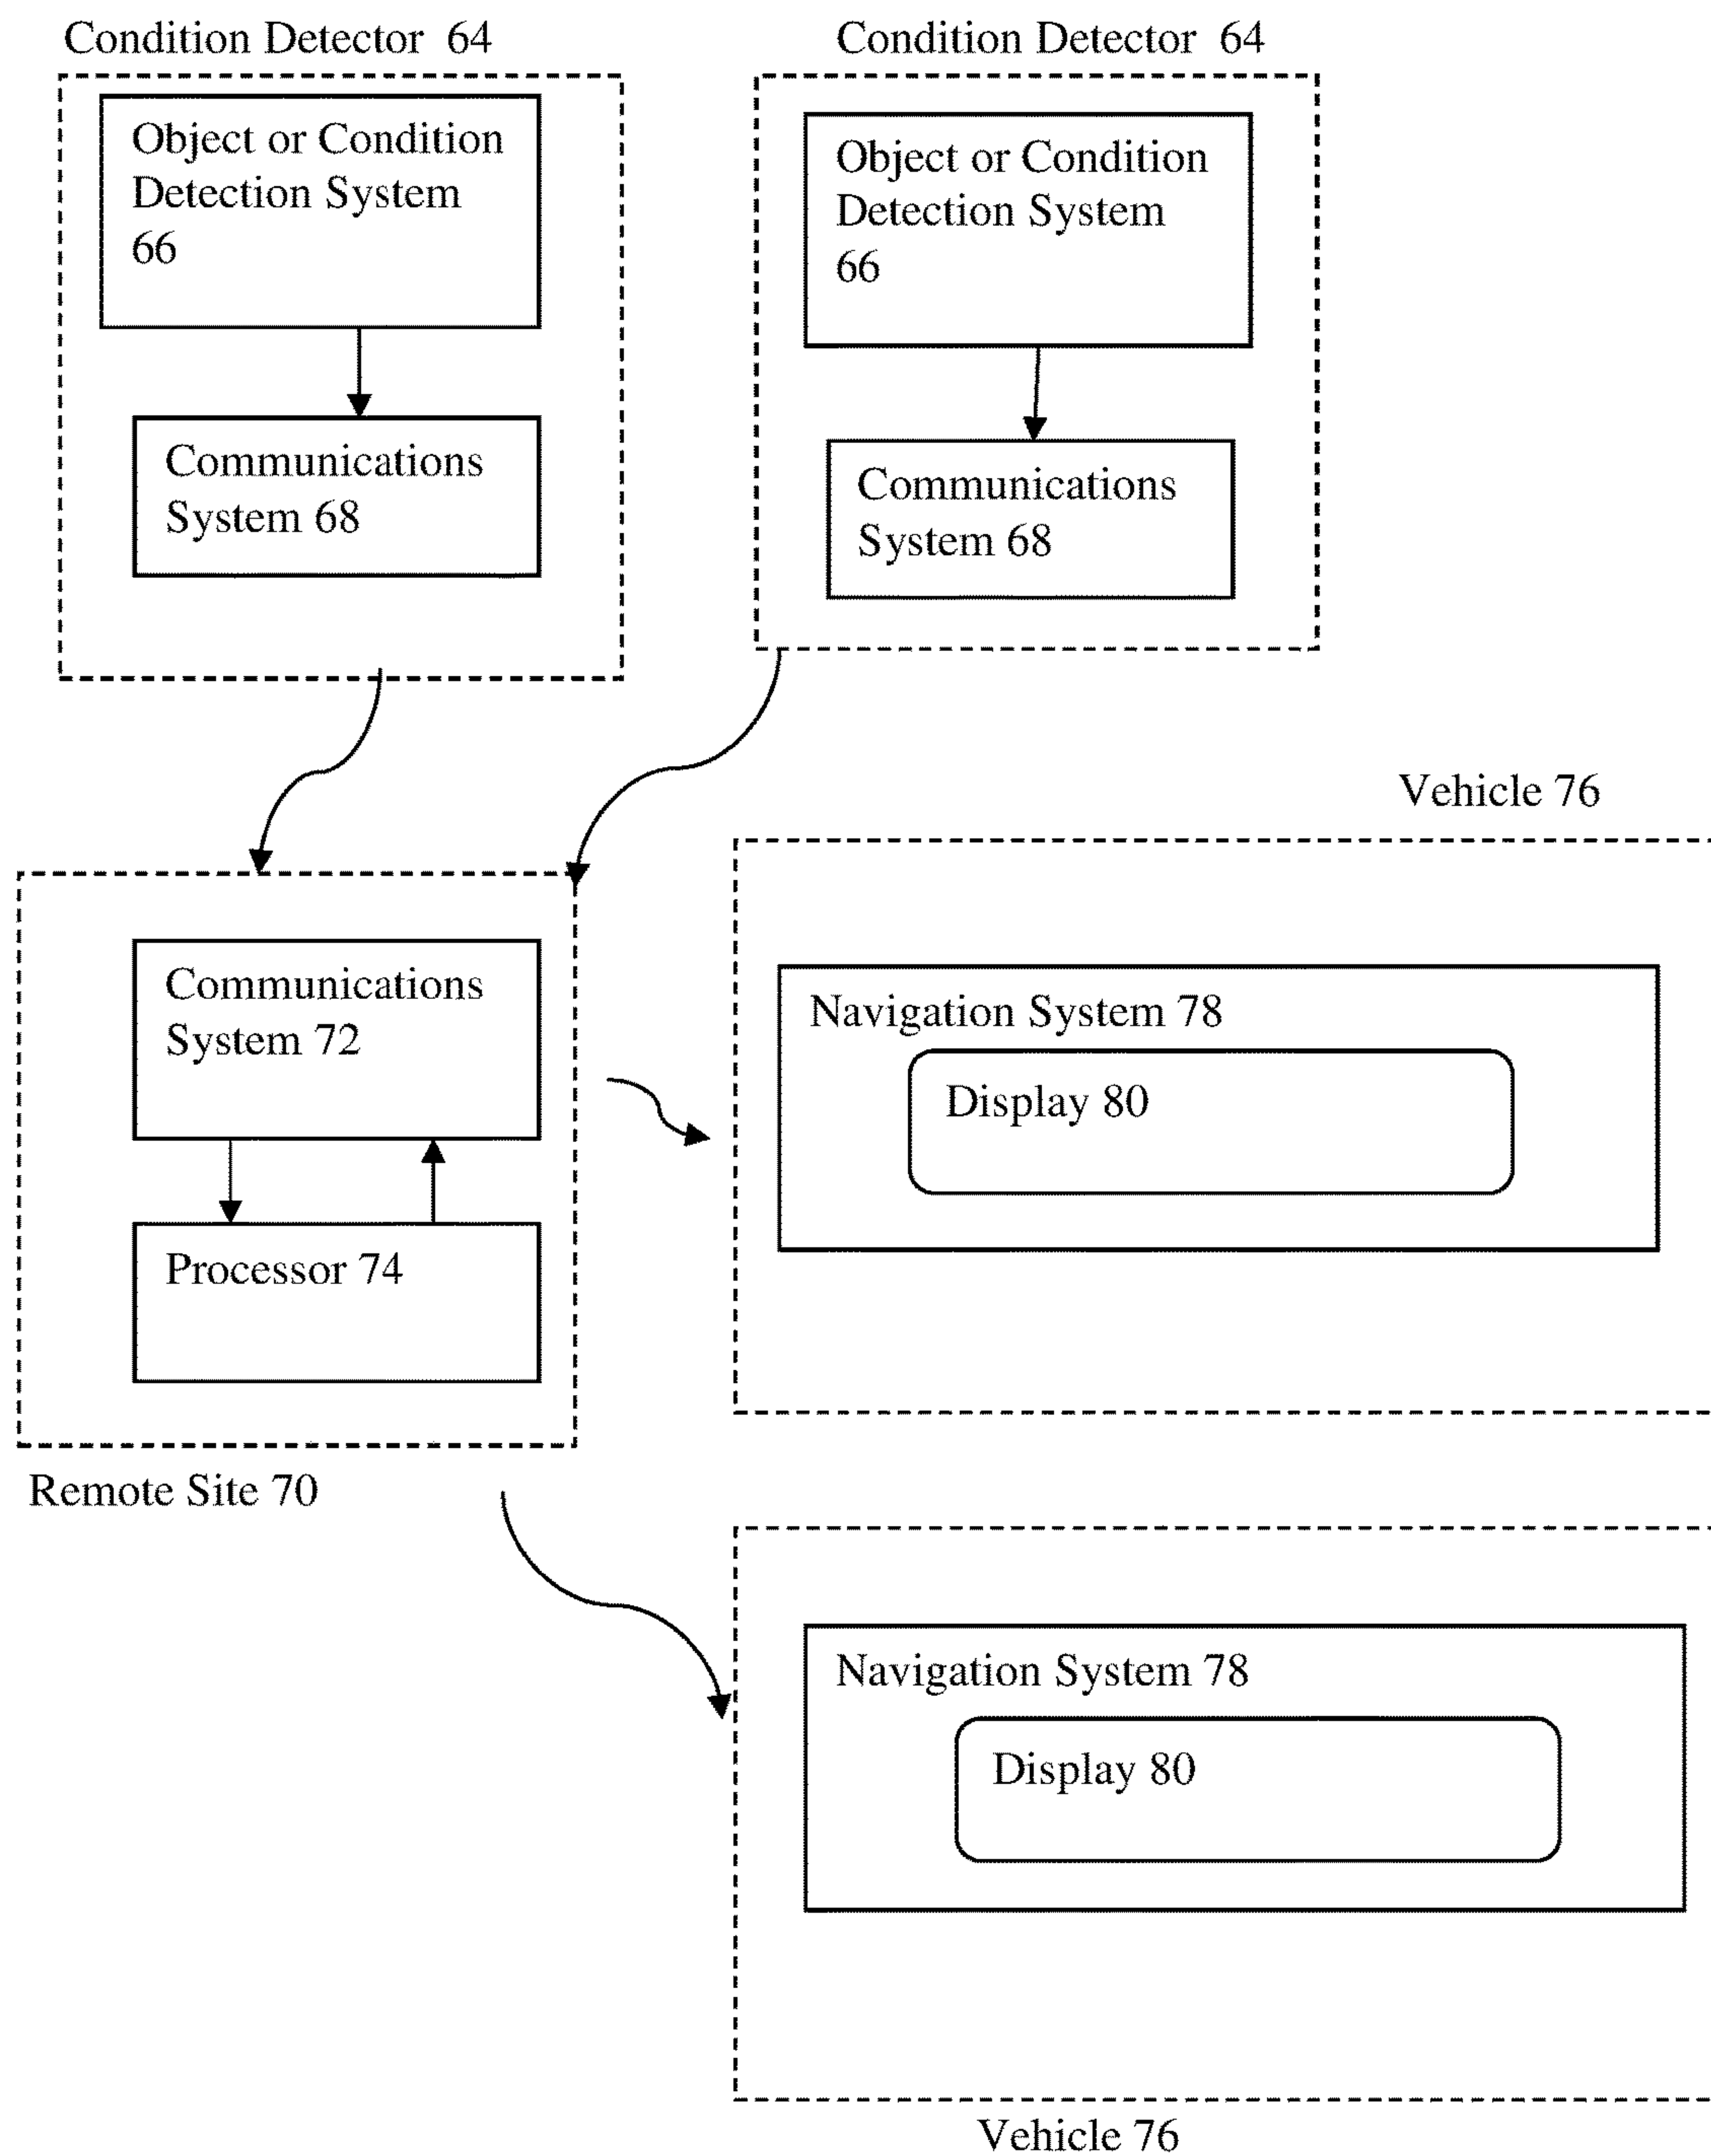 Condition Detector 64
Object or Condition
Detection System
66
Communications
System 68
Condition Detector 64
Object or Condition
Detection System
66
Communications
System 68
Communications
System 72
Processor 74
Remote Site 70
Vehicle 76
Navigation System 78
Display 80
Navigation System 78
Display 80
Vehicle 76